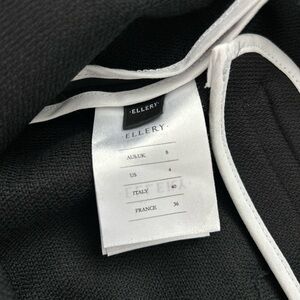 ·ELLERY·
·ELLERY·
AUS/UK 8
US 4
ITALY 40
FRANCE 36